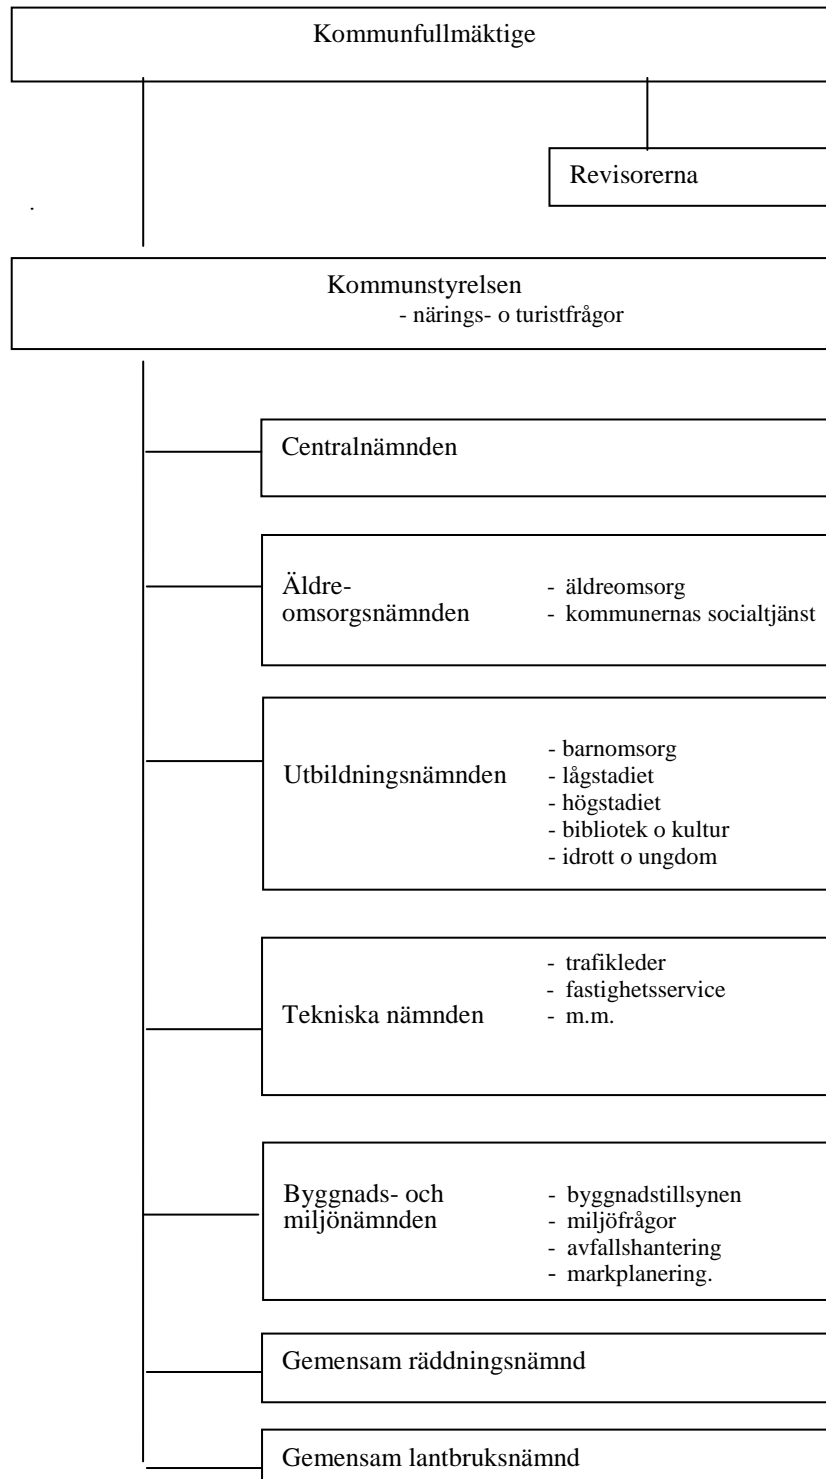 Kommunfullmäktige
Revisorerna
Kommunstyrelsen
- närings- o turistfrågor
Centralnämnden
Äldre-
omsorgsnämnden
- äldreomsorg
- kommunernas socialtjänst
Utbildningsnämnden
- barnomsorg
- lågstadiet
- högstadiet
- bibliotek o kultur
- idrott o ungdom
Tekniska nämnden
- trafikleder
- fastighetsservice
- m.m.
Byggnads- och
miljönämnden
- byggnadstillsynen
- miljöfrågor
- avfallshantering
- markplanering.
Gemensam räddningsnämnd
Gemensam lantbruksnämnd